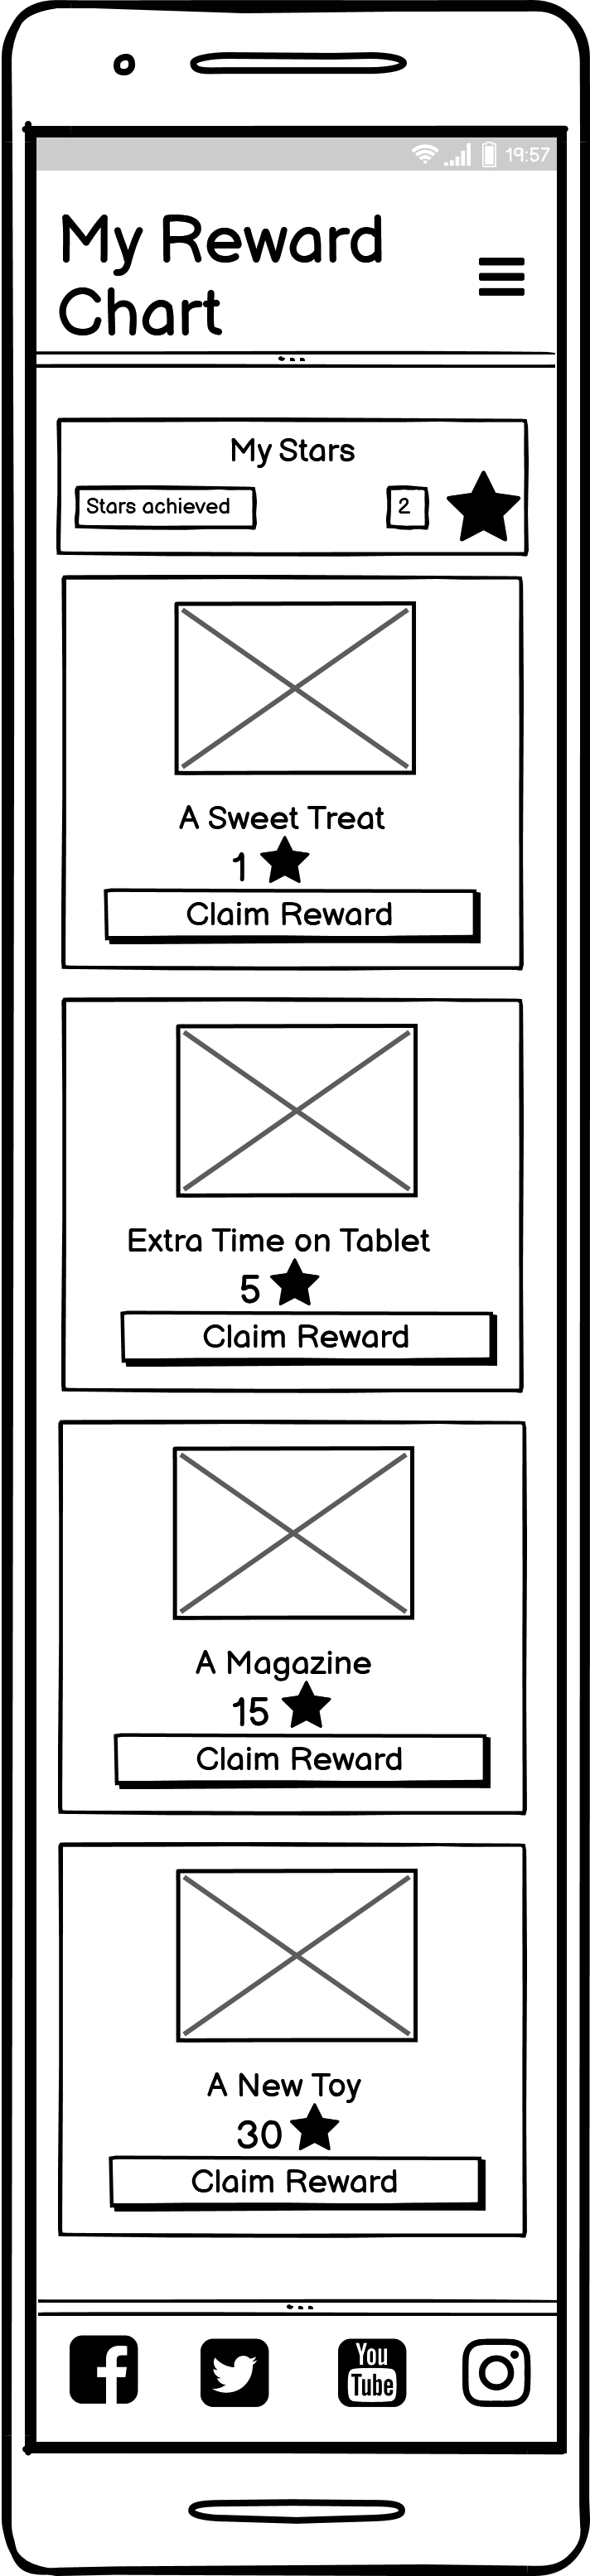 19:57
My Reward
Chart
My Stars
Stars achieved 2
A Sweet Treat
1
Claim Reward
Extra Time on Tablet
5
Claim Reward
A Magazine
15
Claim Reward
A New Toy
30
Claim Reward
You
Tube